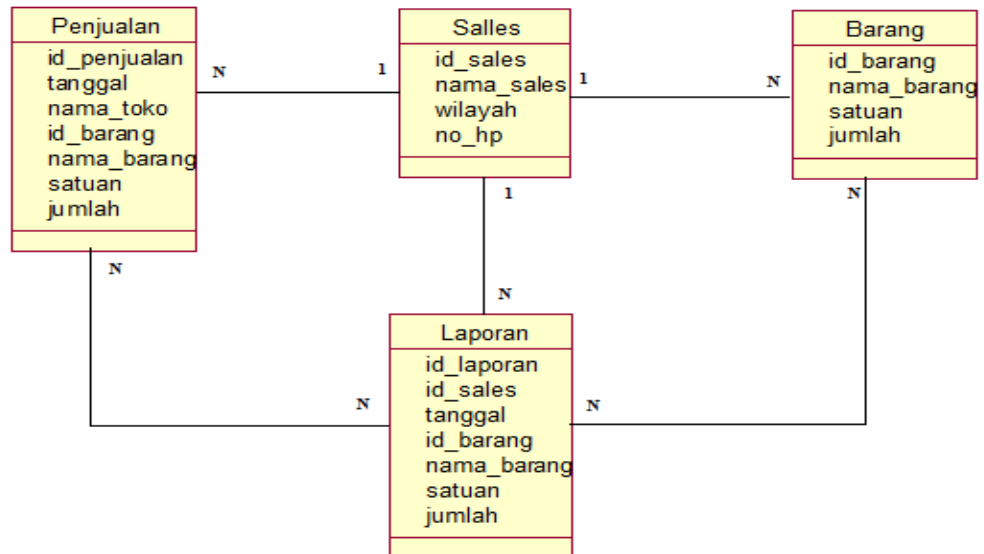 Penjualan
id_penjualan
tanggal
nama_toko
id_barang
nama_barang
satuan
jumlah
N
1
Salles
id_sales
nama_sales
wilayah
no_hp
1
N
Barang
id_barang
nama_barang
satuan
jumlah
N
1
N
N
N
N
Laporan
id_laporan
id_sales
tanggal
id_barang
nama_barang
satuan
jumlah